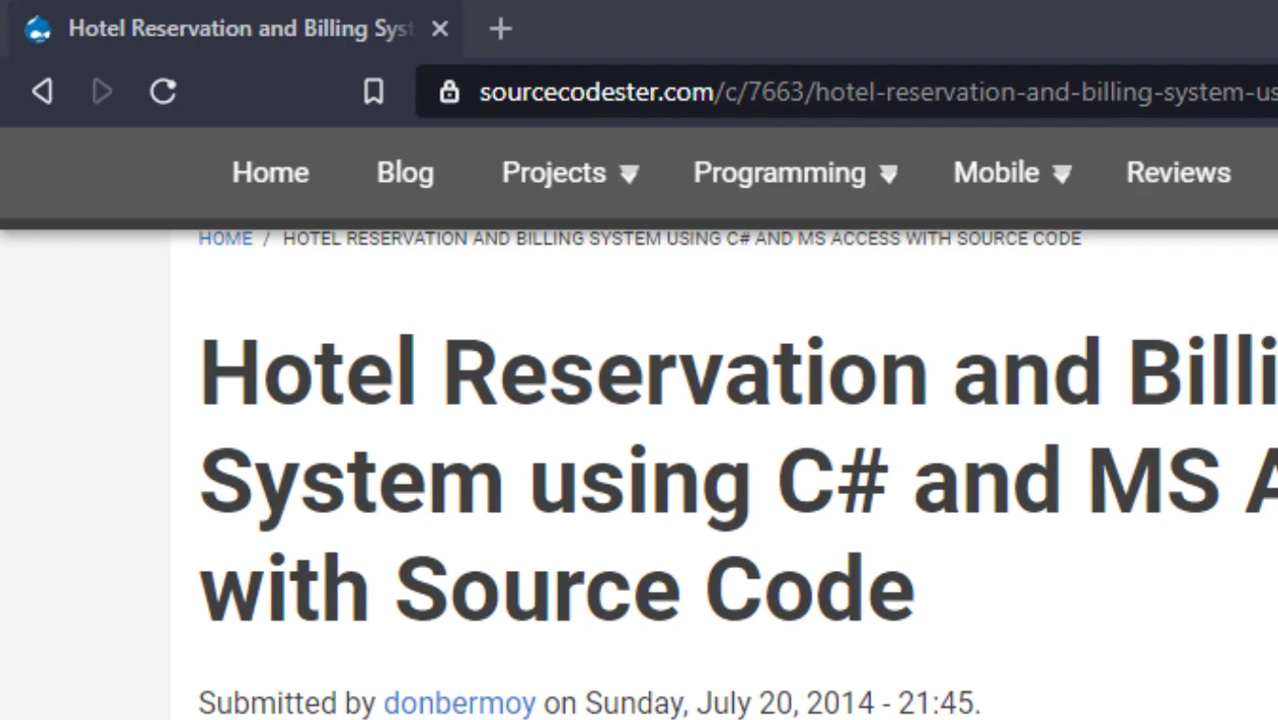 Hotel Reservation and Billing Syst
sourcecodester.com/c/7663/hotel-reservation-and-billing-system-us
Home Blog Projects Programming Mobile Reviews
HOME / HOTEL RESERVATION AND BILLING SYSTEM USING C# AND MS ACCESS WITH SOURCE CODE
Hotel Reservation and Billi
System using C# and MS A
with Source Code
Submitted by donbermoy on Sunday, July 20, 2014 - 21:45.